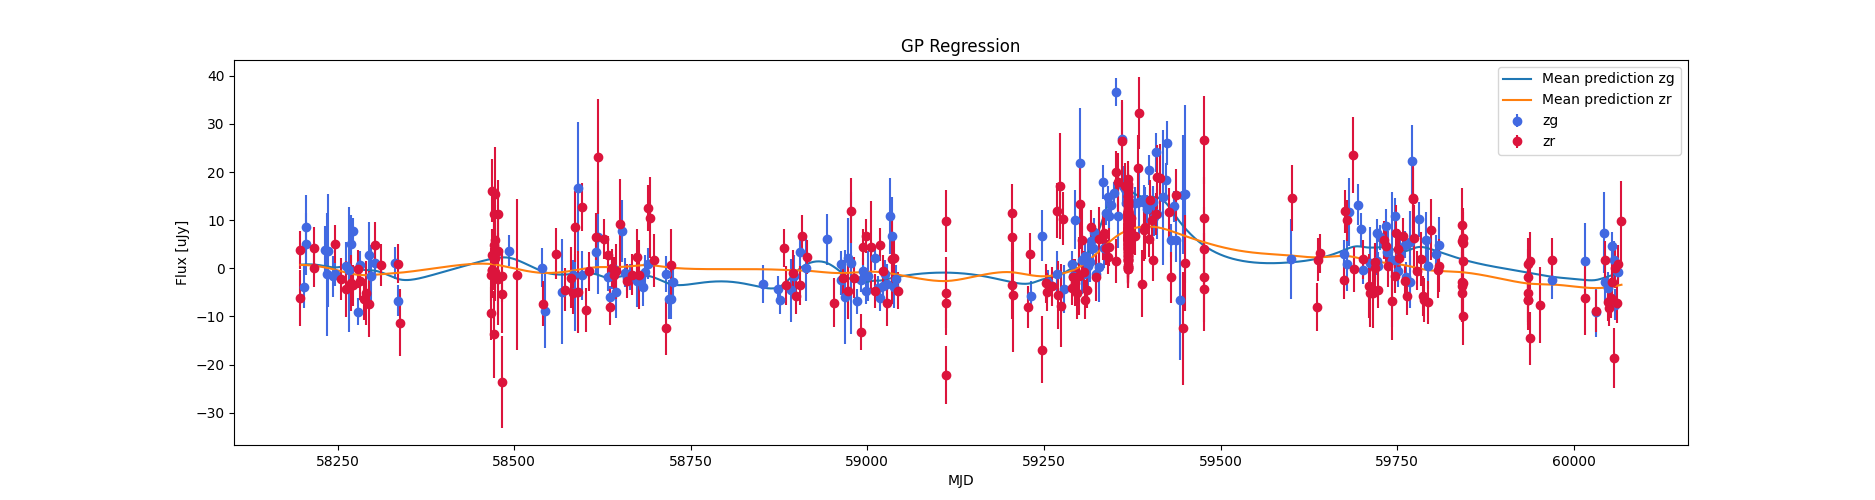 GP Regression
Flux [uJy]
40
30
20
10
0
−10
−20
−30
Mean prediction zg
Mean prediction zr
zg
zr
58250
58500
58750
59000
59250
59500
59750
60000
MJD